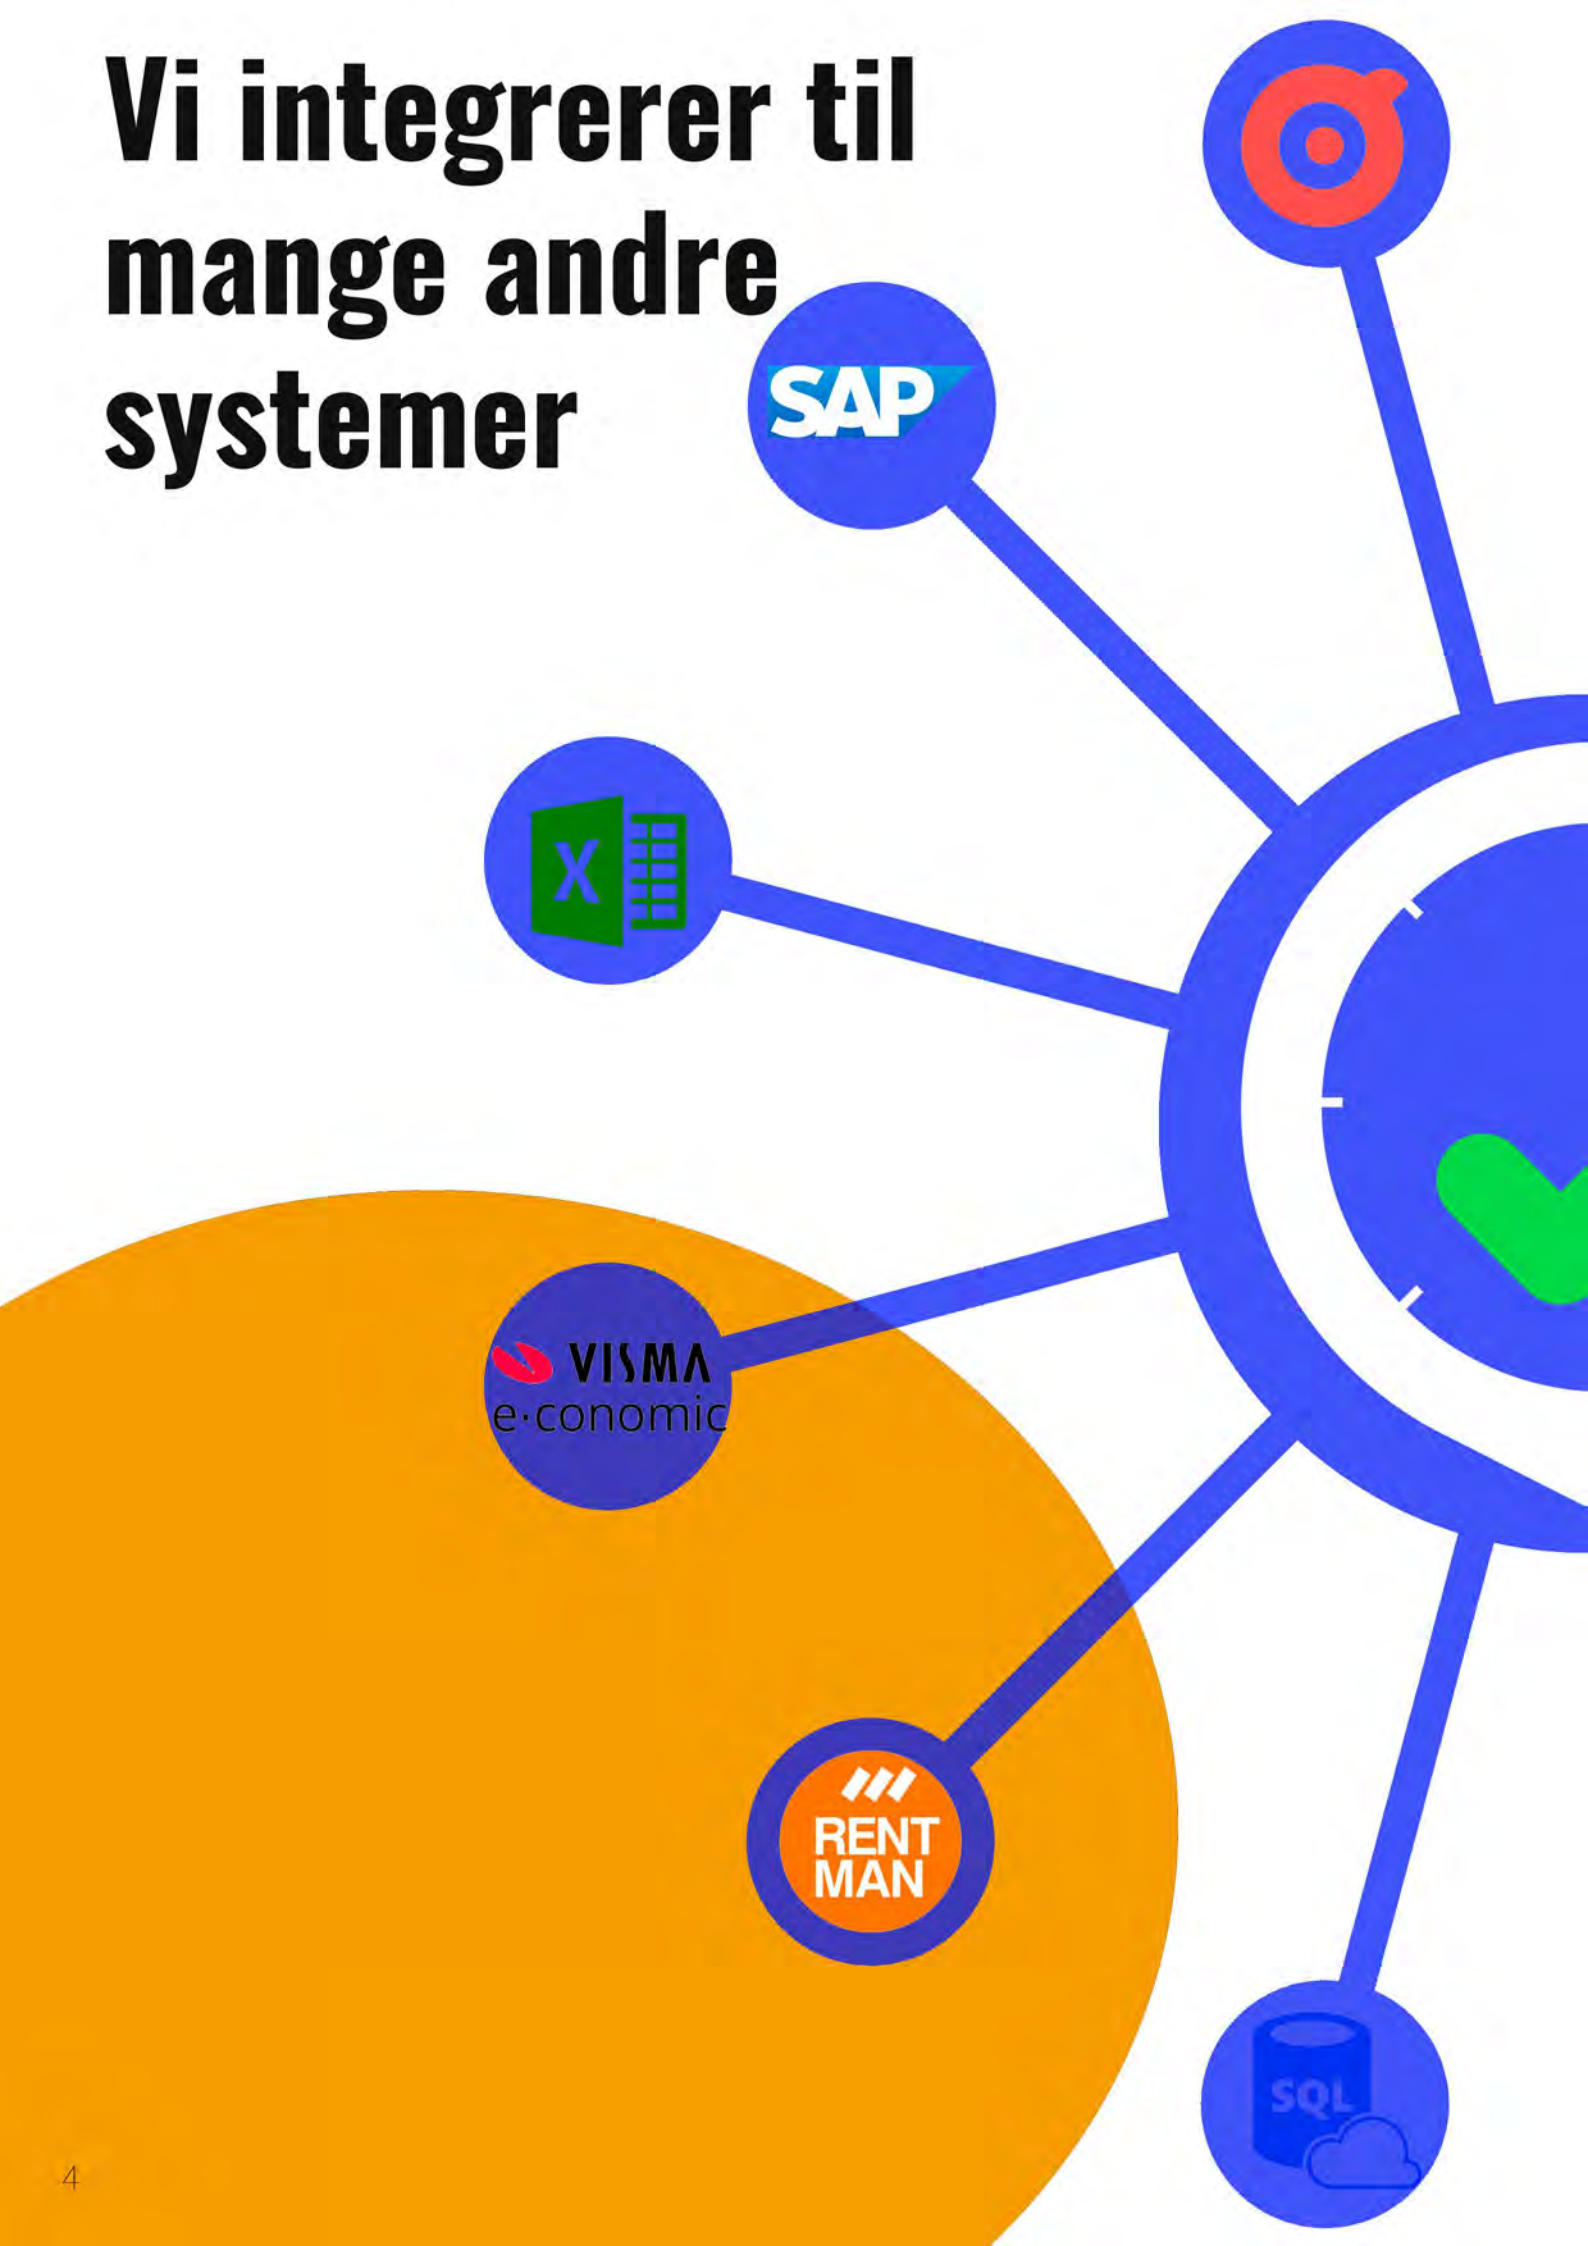 Vi integrerer til
mange andre
systemer
SAP
X
VISMA
e·conomic
RENT
MAN
SQL
4